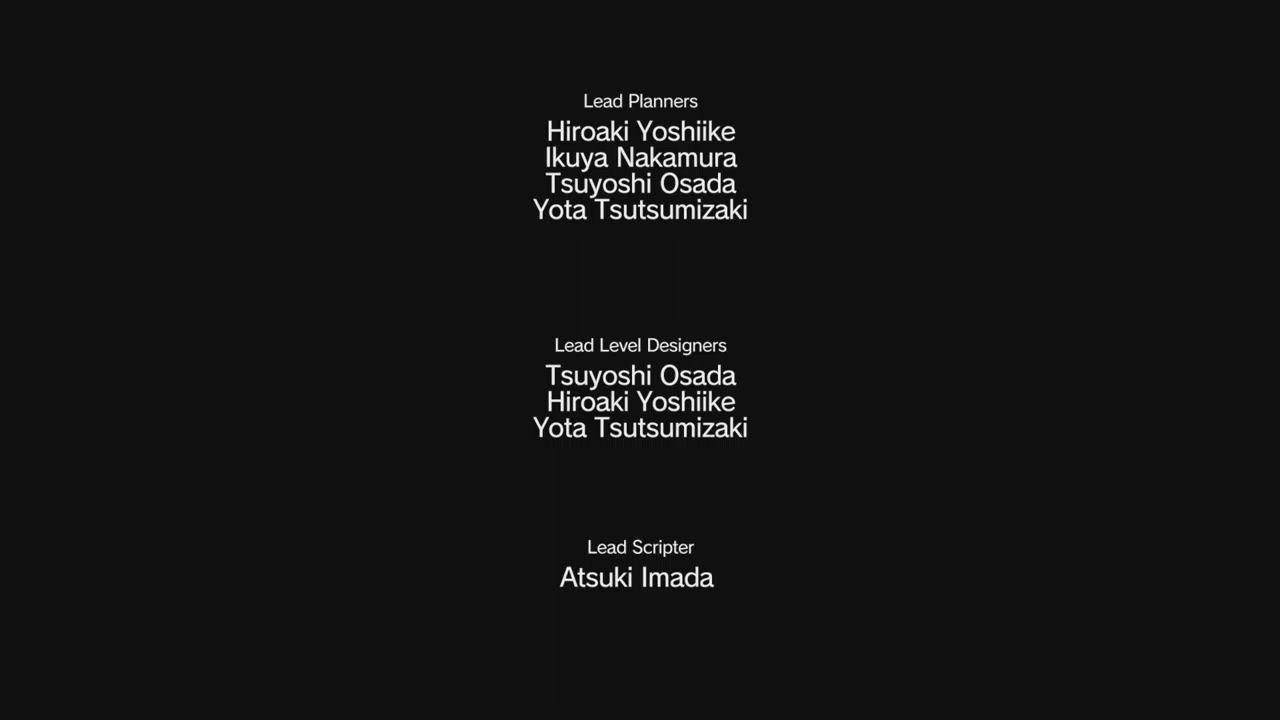 Lead Planners
Hiroaki Yoshiike
Ikuya Nakamura
Tsuyoshi Osada
Yota Tsutsumizaki
Lead Level Designers
Tsuyoshi Osada
Hiroaki Yoshiike
Yota Tsutsumizaki
Lead Scripter
Atsuki Imada